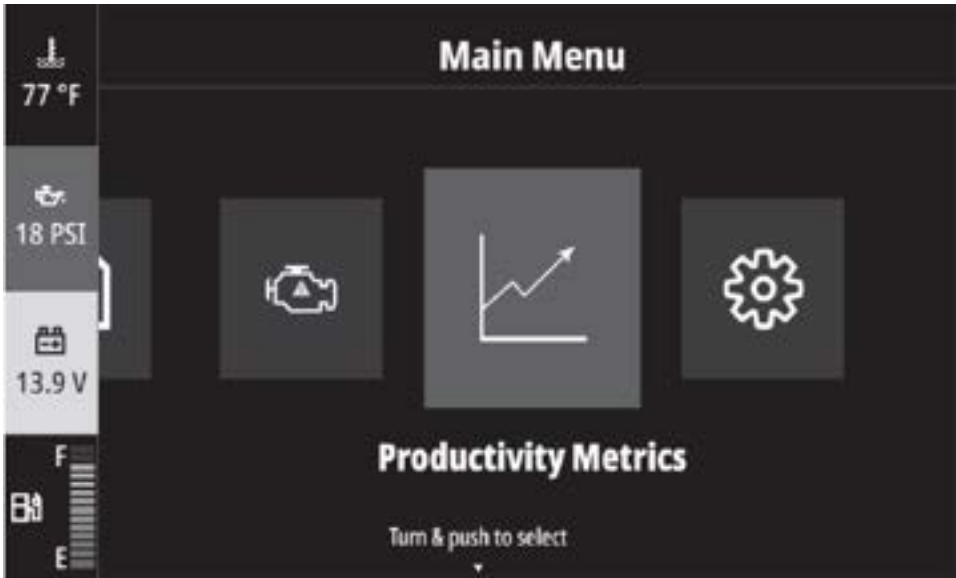 Main Menu
77 °F
18 PSI
13.9 V
F
E
Productivity Metrics
Turn & push to select